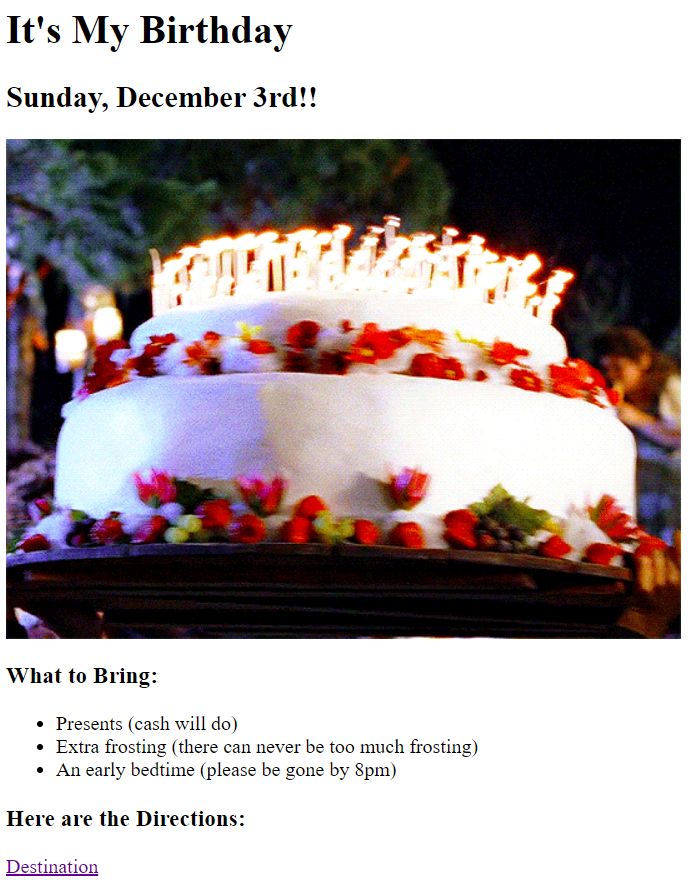 It's My Birthday
Sunday, December 3rd!!
What to Bring:
Presents (cash will do)
Extra frosting (there can never be too much frosting)
An early bedtime (please be gone by 8pm)
Here are the Directions:
Destination